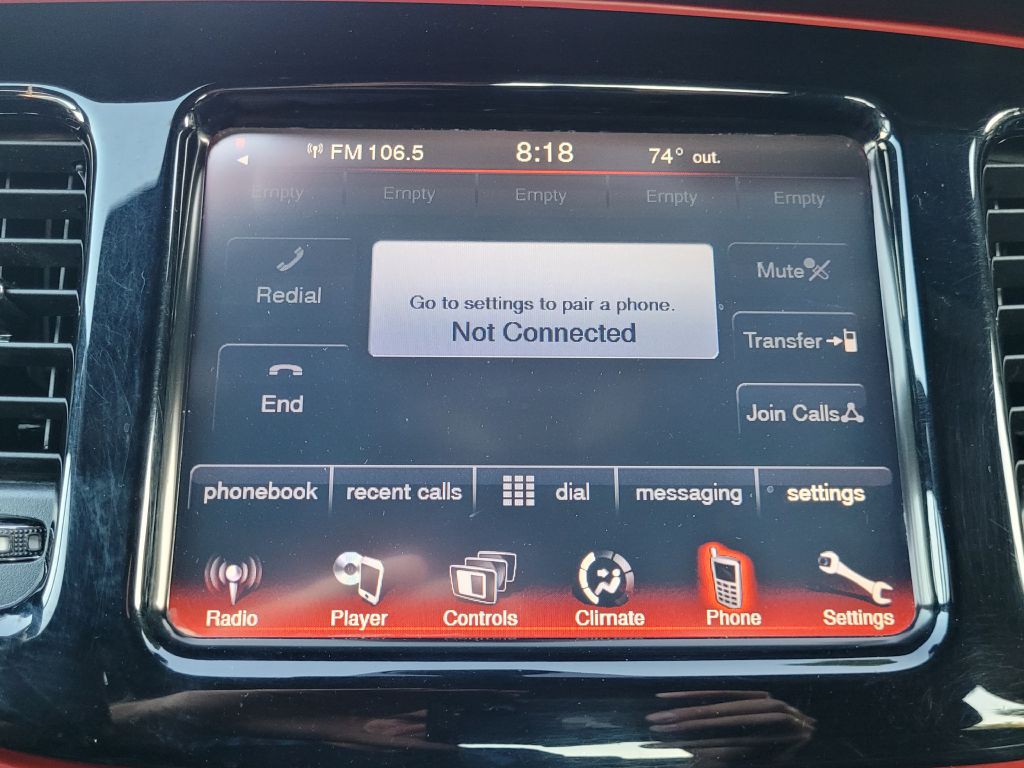 FM 106.5 8:18 74° out.
Empty Empty Empty Empty Empty
Redial
End
Go to settings to pair a phone.
Not Connected
Mute
Transfer
Join Calls
phonebook recent calls dial messaging settings
Radio Player Controls Climate Phone Settings